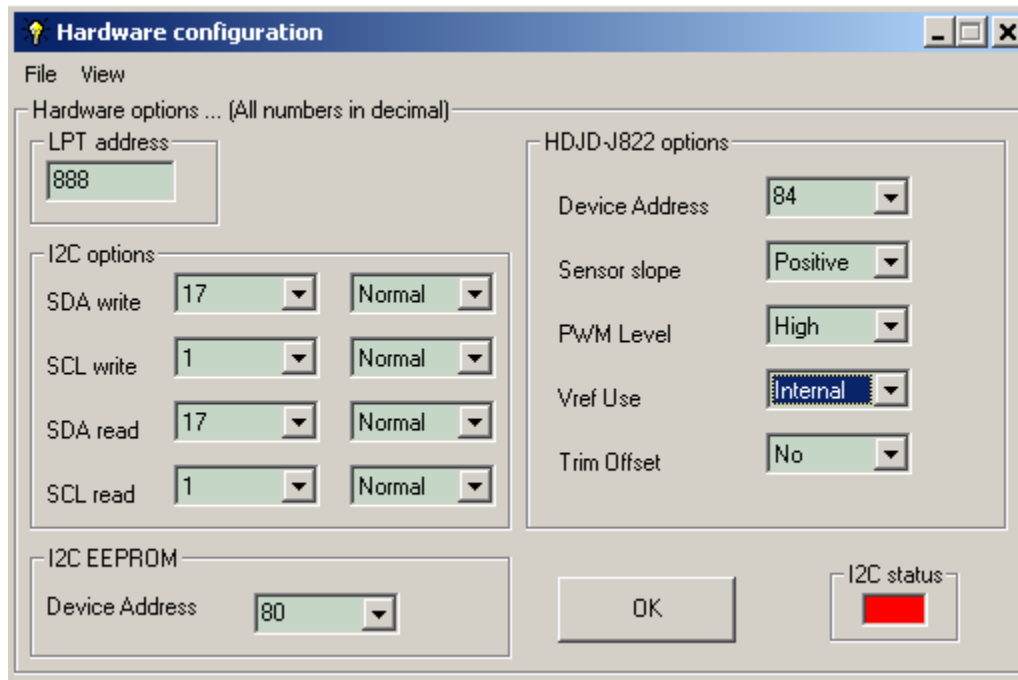 Hardware configuration
File View
Hardware options ... (All numbers in decimal)
LPT address
888
I2C options
SDA write 17 Normal
SCL write 1 Normal
SDA read 17 Normal
SCL read 1 Normal
I2C EEPROM
Device Address 80
HDJD-J822 options
Device Address 84
Sensor slope Positive
PWM Level High
Vref Use Internal
Trim Offset No
OK
I2C status